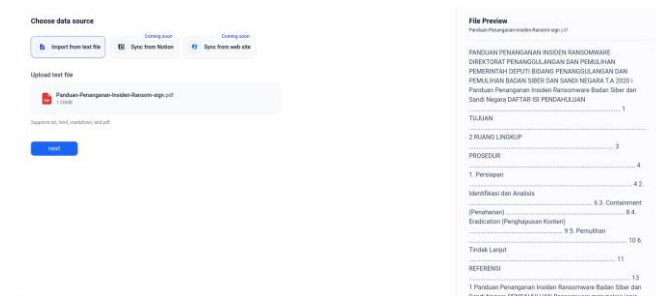 Choose data source
Coming soon
Coming soon
Import from text file
Sync from Notion
Sync from web site
Upload text file
Panduan-Penanganan-Insiden-Ransom-sign.pdf
1.05MB
Supports txt, html, markdown, and pdf.
next
File Preview
Panduan-Penanganan-Insiden-Ransom-sign.pdf
PANDUAN PENANGANAN INSIDEN RANSOMWARE
DIREKTORAT PENANGGULANGAN DAN PEMULIHAN
PEMERINTAH DEPUTI BIDANG PENANGGULANGAN DAN
PEMULIHAN BADAN SIBER DAN SANDI NEGARA T.A 2020 i
Panduan Penanganan Insiden Ransomware Badan Siber dan
Sandi Negara DAFTAR ISI PENDAHULUAN
........................................................................ 1
TUJUAN
........................................................................
2 RUANG LINGKUP
........................................................................ 3
PROSEDUR
........................................................................ 4
1. Persiapan
........................................................................ 4 2.
Identifikasi dan Analisis
............................................................ 6 3. Containment
(Penahanan) ............................................................ 8 4.
Eradication (Penghapusan Konten)
............................................ 9 5. Pemulihan
........................................................................ 10 6.
Tindak Lanjut
........................................................................ 11
REFERENSI
........................................................................ 13
1 Panduan Penanganan Insiden Ransomware Badan Siber dan